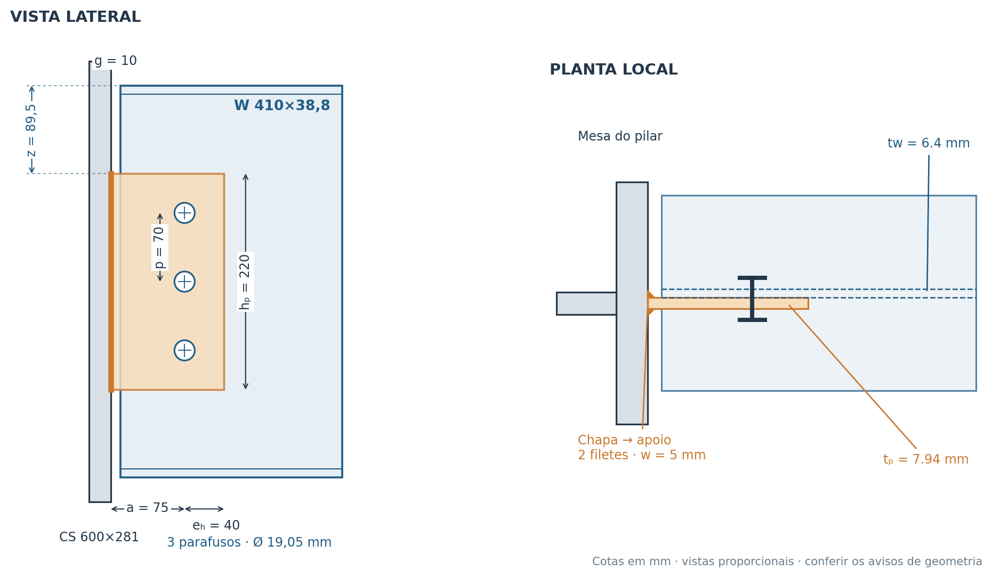 VISTA LATERAL
g = 10
z = 89,5
W 410×38,8
p = 70
hₚ = 220
a = 75
eₕ = 40
CS 600×281
3 parafusos · Ø 19,05 mm
PLANTA LOCAL
Mesa do pilar
tw = 6.4 mm
Chapa → apoio
2 filetes · w = 5 mm
tₚ = 7.94 mm
Cotas em mm · vistas proporcionais · conferir os avisos de geometria